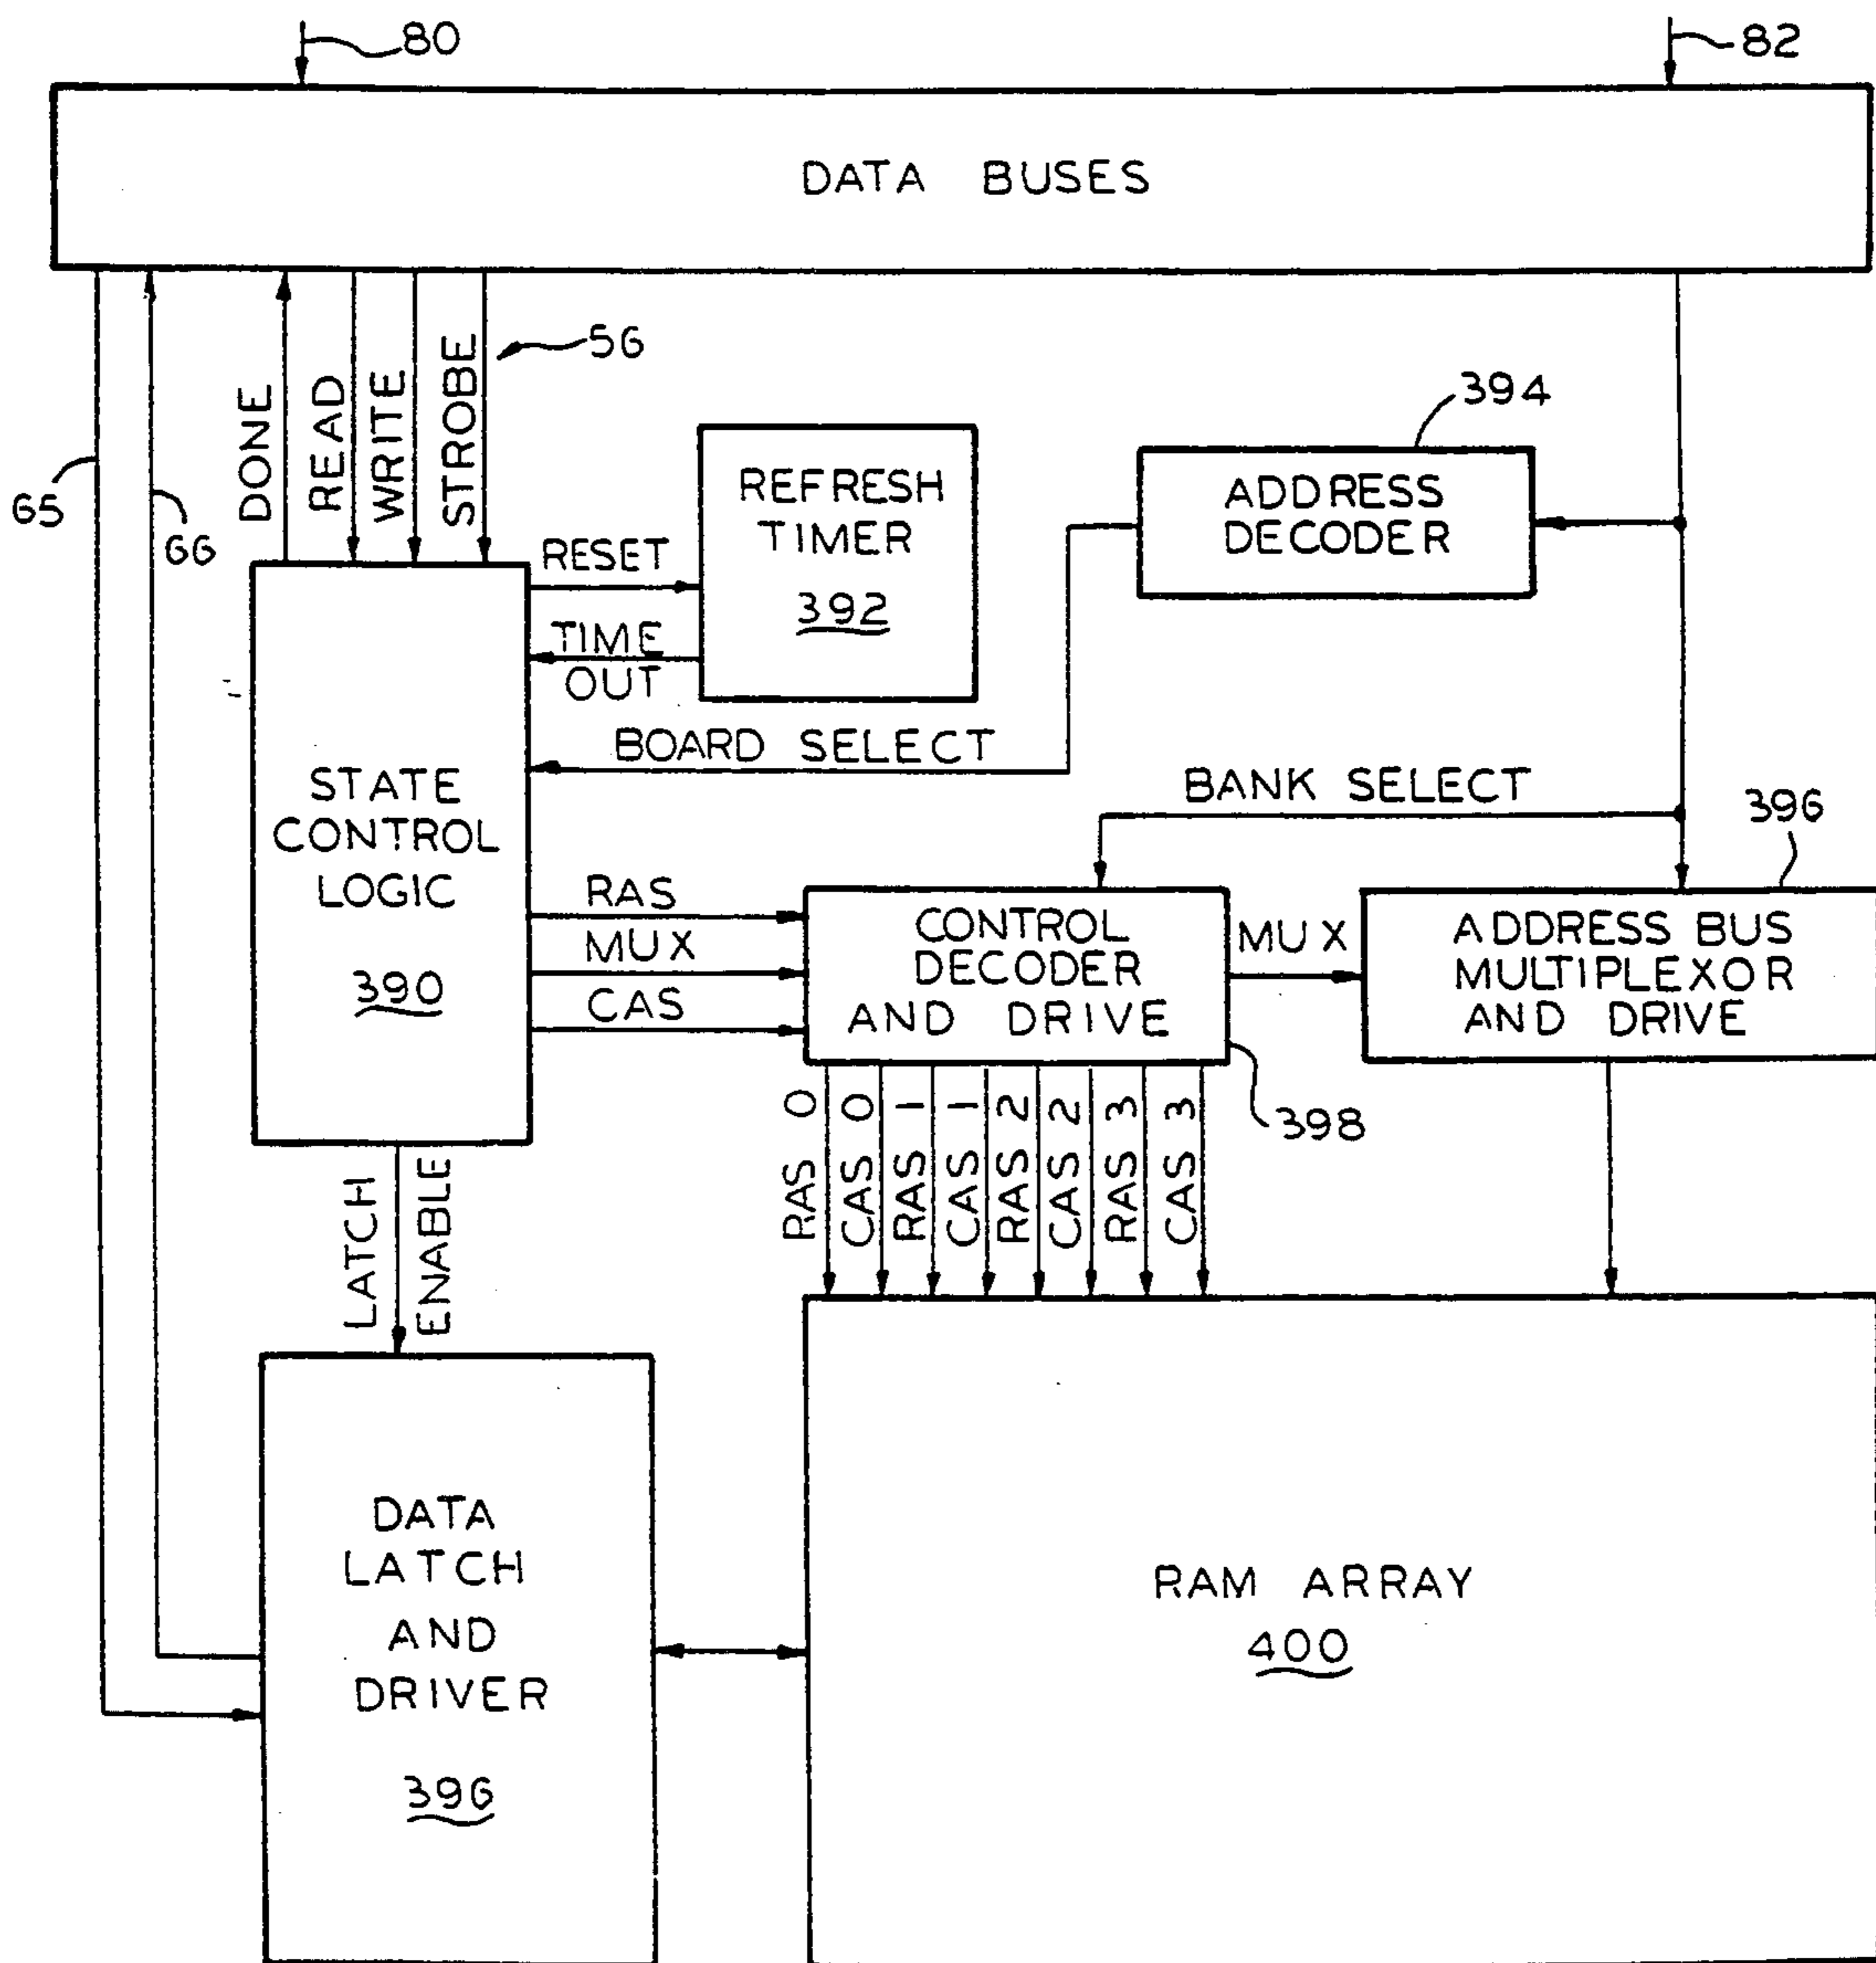 80
82
DATA BUSES
56
DONE
READ
WRITE
STROBE
65
66
394
REFRESH
TIMER
392
ADDRESS
DECODER
RESET
TIME
OUT
BOARD SELECT
BANK SELECT
396
STATE
CONTROL
LOGIC
390
RAS
MUX
CAS
CONTROL
DECODER
AND DRIVE
MUX
ADDRESS BUS
MULTIPLEXOR
AND DRIVE
398
RAS 0
CAS 0
RAS 1
CAS 1
RAS 2
CAS 2
RAS 3
CAS 3
LATCH
ENABLE
DATA
LATCH
AND
DRIVER
396
RAM ARRAY
400